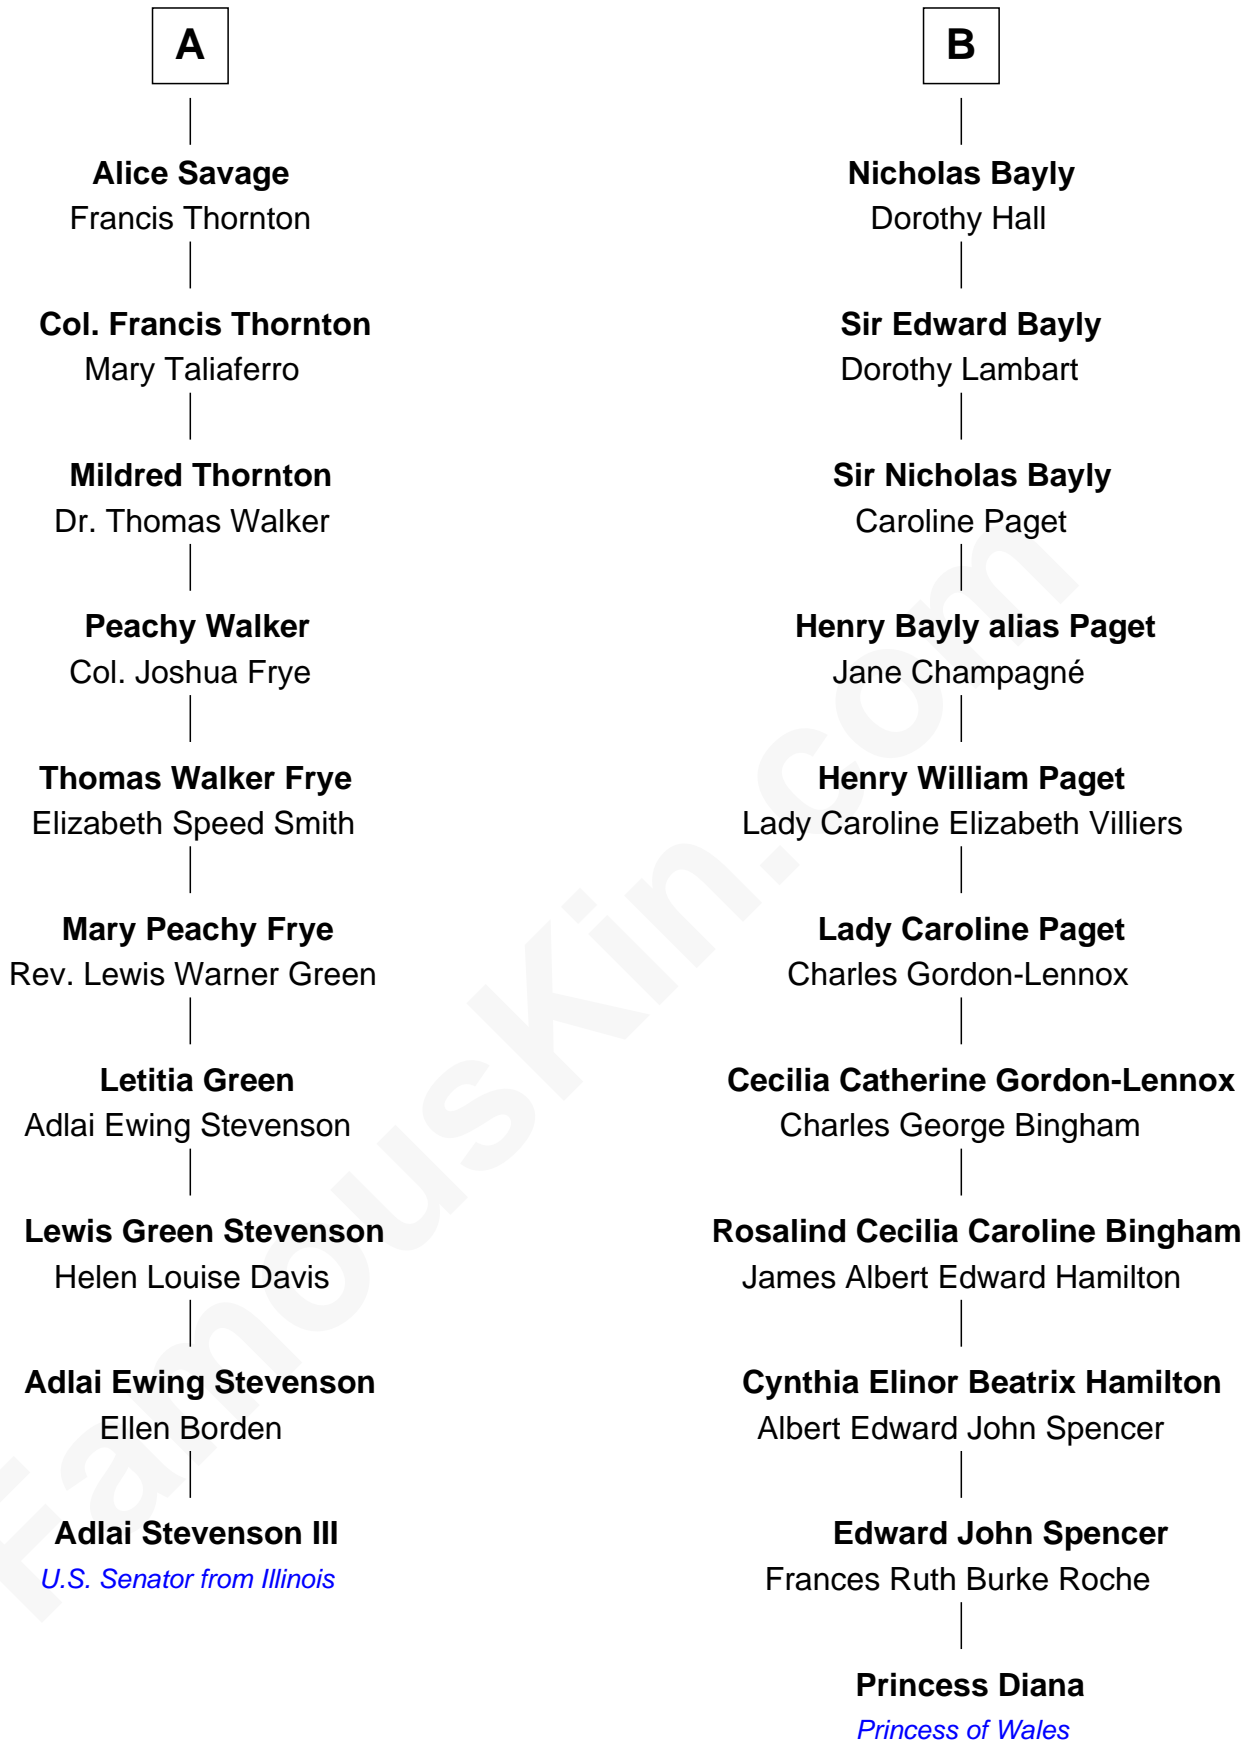 A
Alice Savage
Francis Thornton
Col. Francis Thornton
Mary Taliaferro
Mildred Thornton
Dr. Thomas Walker
Peachy Walker
Col. Joshua Frye
Thomas Walker Frye
Elizabeth Speed Smith
Mary Peachy Frye
Rev. Lewis Warner Green
Letitia Green
Adlai Ewing Stevenson
Lewis Green Stevenson
Helen Louise Davis
Adlai Ewing Stevenson
Ellen Borden
Adlai Stevenson III
U.S. Senator from Illinois
B
Nicholas Bayly
Dorothy Hall
Sir Edward Bayly
Dorothy Lambart
Sir Nicholas Bayly
Caroline Paget
Henry Bayly alias Paget
Jane Champagné
Henry William Paget
Lady Caroline Elizabeth Villiers
Lady Caroline Paget
Charles Gordon-Lennox
Cecilia Catherine Gordon-Lennox
Charles George Bingham
Rosalind Cecilia Caroline Bingham
James Albert Edward Hamilton
Cynthia Elinor Beatrix Hamilton
Albert Edward John Spencer
Edward John Spencer
Frances Ruth Burke Roche
Princess Diana
Princess of Wales
FamousKin.com